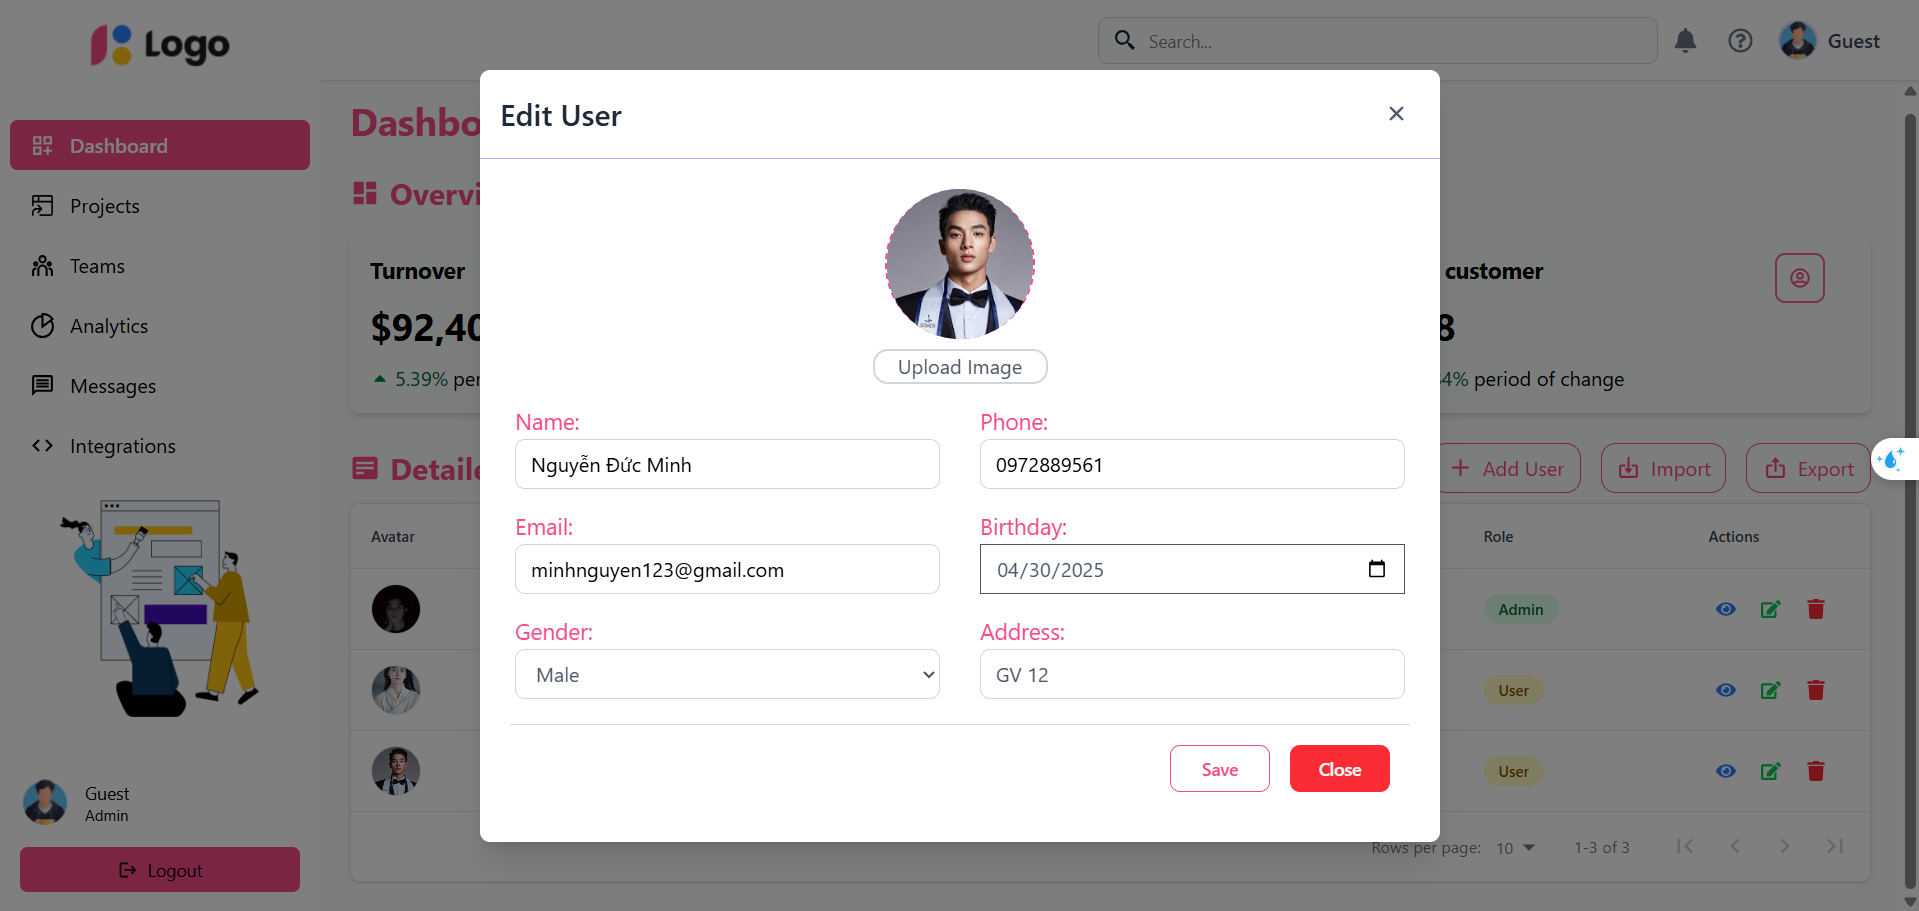 Logo
Search...
Guest
Dashboard
Projects
Teams
Analytics
Messages
Integrations
Guest
Admin
Logout
Dashbo
Overvi
Turnover
$92,40
5.39% per
customer
8
4% period of change
Detaile
Add User
Import
Export
Avatar
Role
Actions
Admin
User
User
Rows per page: 10
1-3 of 3
Edit User
Upload Image
Name:
Nguyễn Đức Minh
Phone:
0972889561
Email:
minhnguyen123@gmail.com
Birthday:
04/30/2025
Gender:
Male
Address:
GV 12
Save
Close